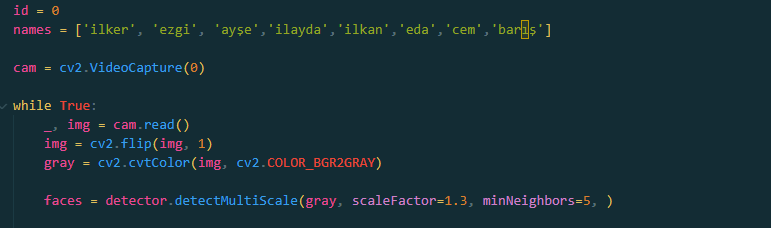 id = 0
names = ['ilker', 'ezgi', 'ayşe','ilayda','ilkan','eda','cem','barış']
cam = cv2.VideoCapture(0)
while True:
_, img = cam.read()
img = cv2.flip(img, 1)
gray = cv2.cvtColor(img, cv2.COLOR_BGR2GRAY)
faces = detector.detectMultiScale(gray, scaleFactor=1.3, minNeighbors=5, )